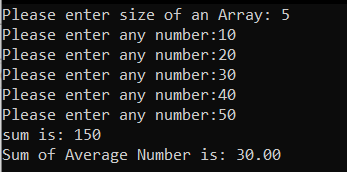 Please enter size of an Array: 5
Please enter any number:10
Please enter any number:20
Please enter any number:30
Please enter any number:40
Please enter any number:50
sum is: 150
Sum of Average Number is: 30.00